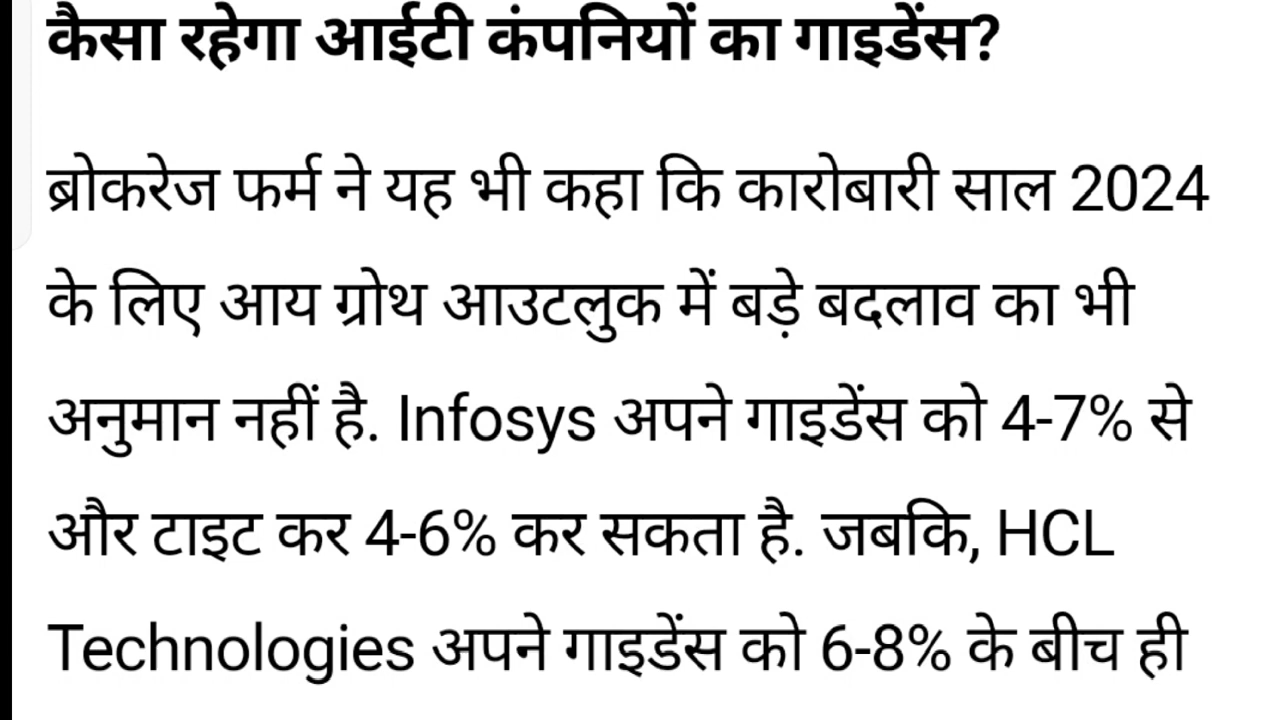 कैसा रहेगा आईटी कंपनियों का गाइडेंस?
ब्रोकरेज फर्म ने यह भी कहा कि कारोबारी साल 2024
के लिए आय ग्रोथ आउटलुक में बड़े बदलाव का भी
अनुमान नहीं है. Infosys अपने गाइडेंस को 4-7% से
और टाइट कर 4-6% कर सकता है. जबकि, HCL
Technologies अपने गाइडेंस को 6-8% के बीच ही